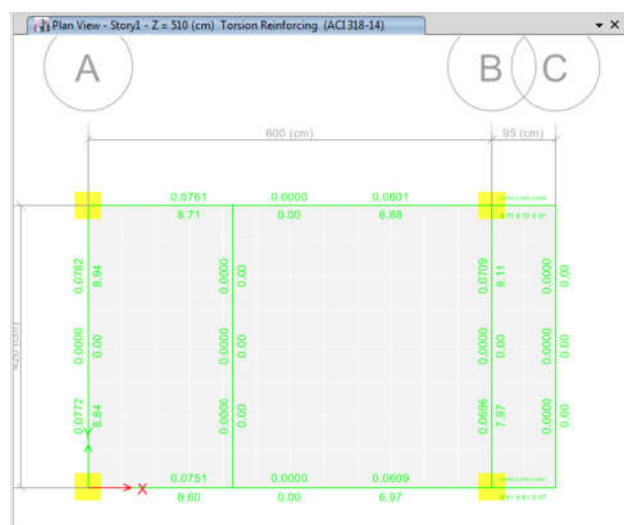 Plan View - Story1 - Z = 510 (cm) Torsion Reinforcing (ACI 318-14)
A B C
600 (cm) 95 (cm)
0.0761 0.0000 0.0601
8.71 0.00 6.88
0.0782 0.0000 0.0772
8.94 0.00 8.84
0.0000 0.0000 0.0000
0.00 0.00 0.00
0.0709 0.0000 0.0696
8.11 0.00 7.97
0.0000 0.0000 0.0000
0.00 0.00 0.00
420 (cm)
X
0.0751 0.0000 0.0609
8.60 0.00 6.97